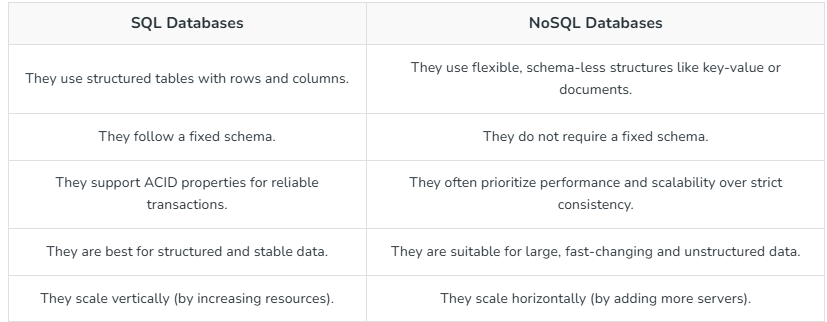 SQL Databases
NoSQL Databases
They use structured tables with rows and columns.
They use flexible, schema-less structures like key-value or
documents.
They follow a fixed schema.
They do not require a fixed schema.
They support ACID properties for reliable
transactions.
They often prioritize performance and scalability over strict
consistency.
They are best for structured and stable data.
They are suitable for large, fast-changing and unstructured data.
They scale vertically (by increasing resources).
They scale horizontally (by adding more servers).